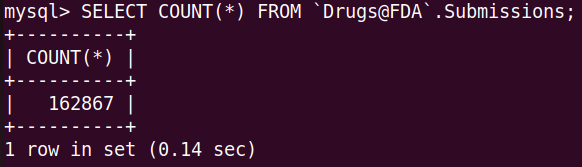 mysql> SELECT COUNT(*) FROM `Drugs@FDA`.Submissions;
+----------+
| COUNT(*) |
+----------+
|   162867 |
+----------+
1 row in set (0.14 sec)